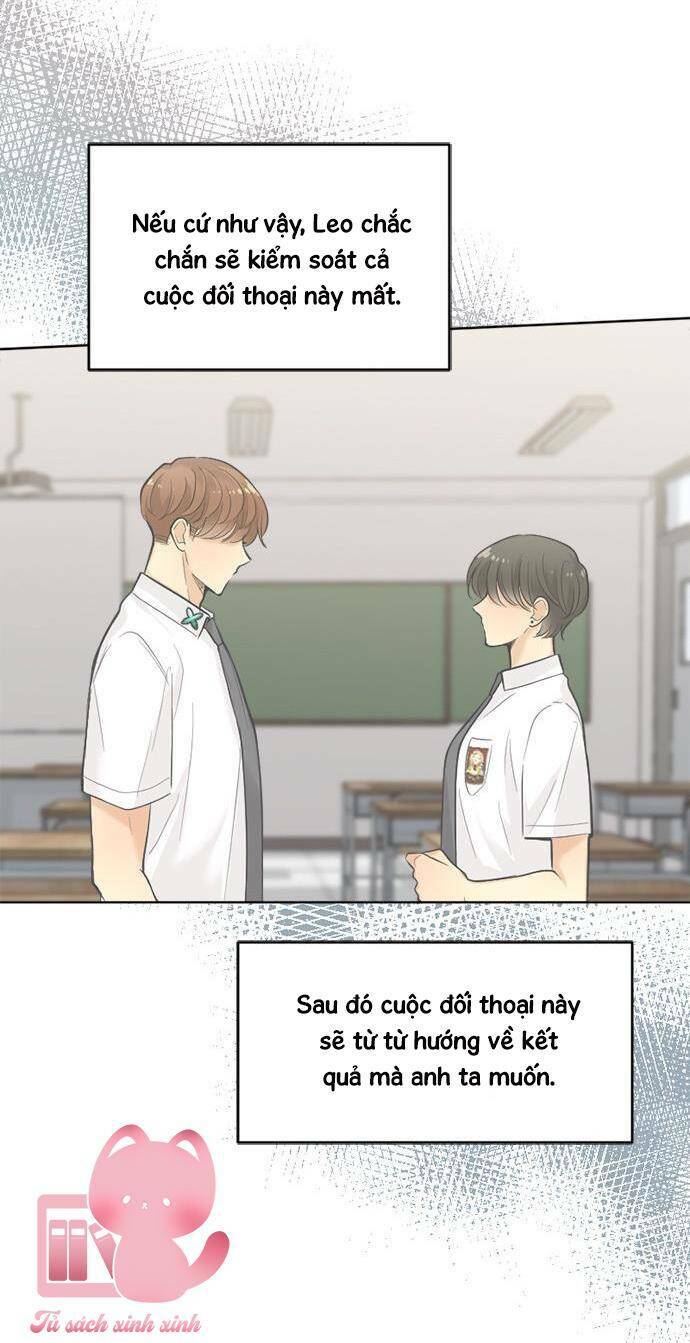 Nếu cứ như vậy, Leo chắc
chắn sẽ kiểm soát cả
cuộc đối thoại này mất.
Sau đó cuộc đối thoại này
sẽ từ từ hướng về kết
quả mà anh ta muốn.
Tủ sách xinh xinh